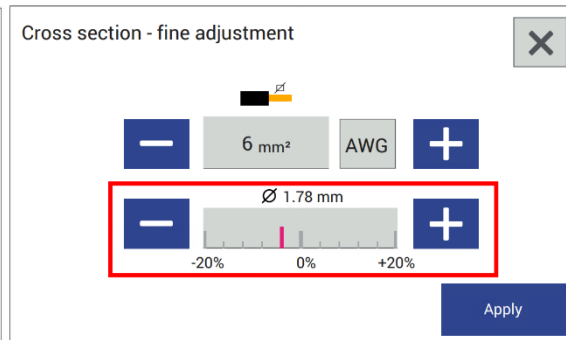 Cross section - fine adjustment
6 mm²
AWG
Ø 1.78 mm
-20% 0% +20%
Apply